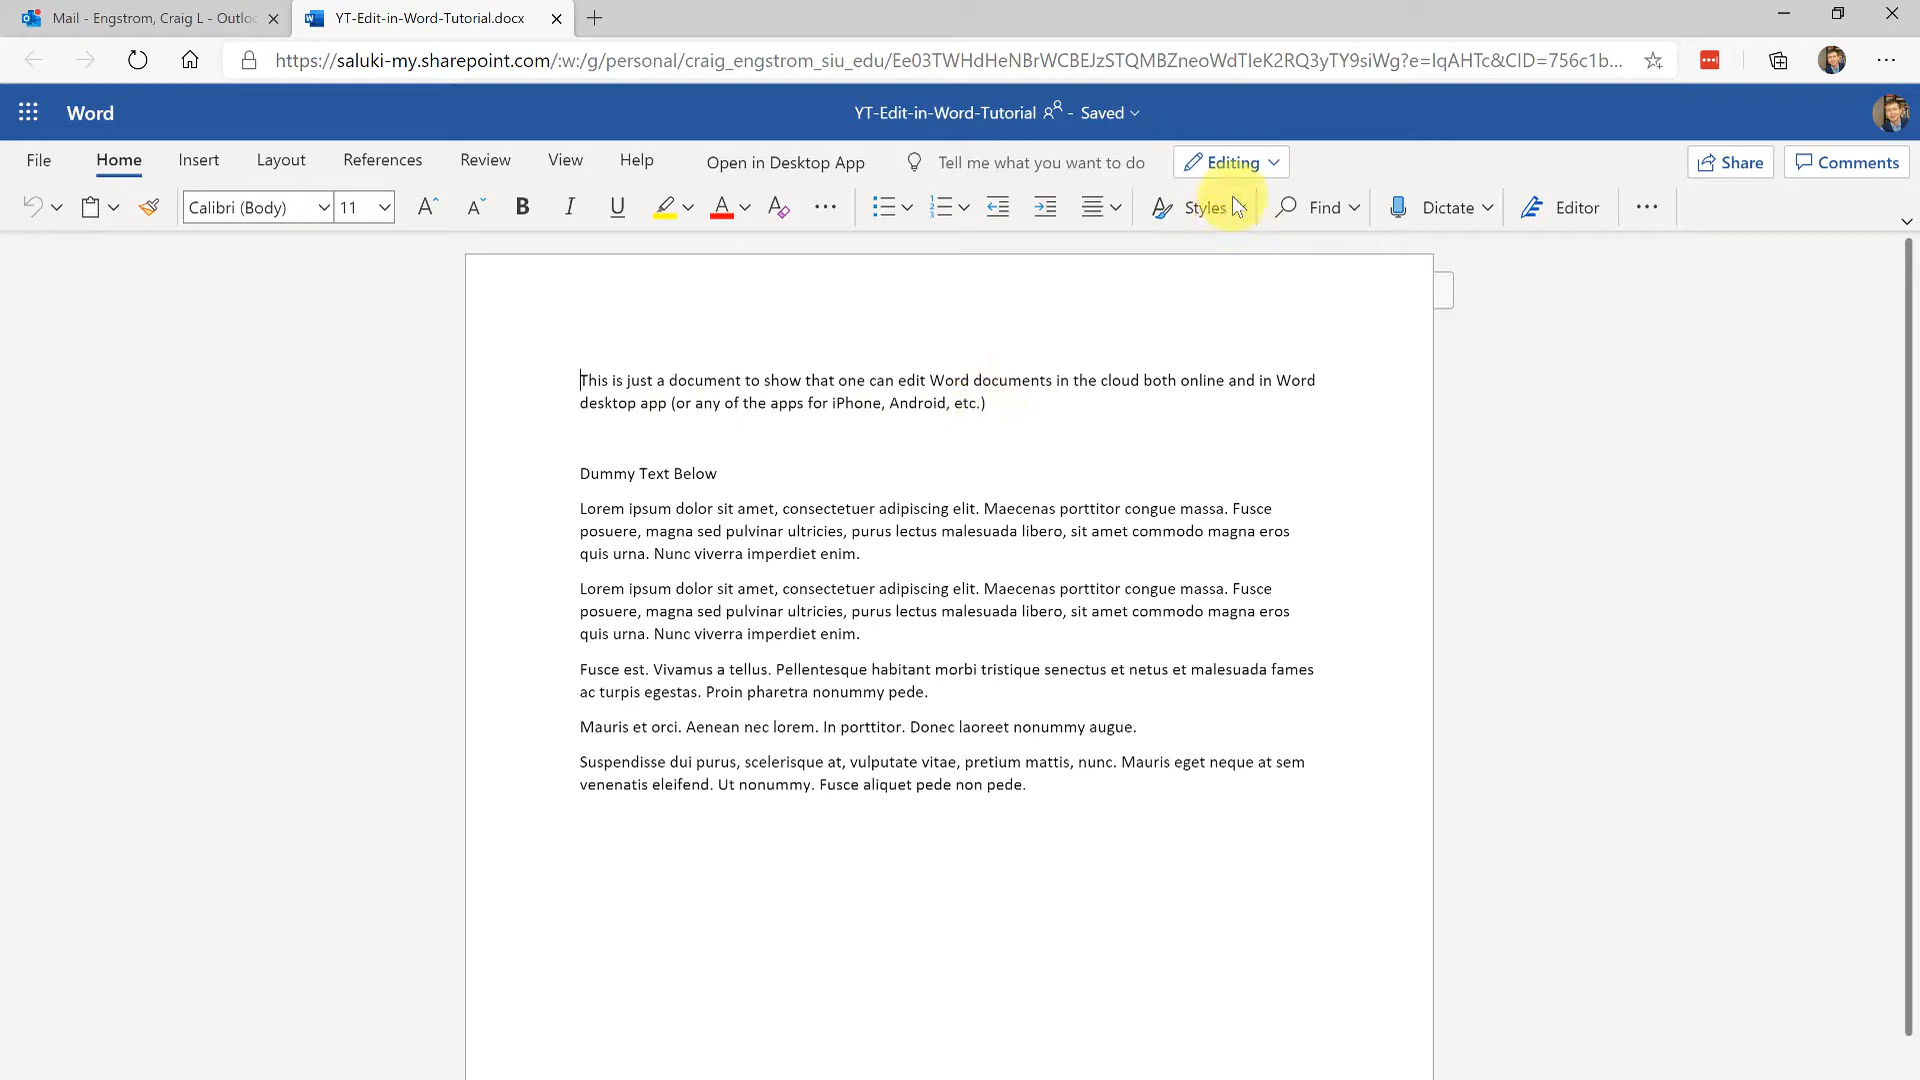 Mail - Engstrom, Craig L - Outloo
YT-Edit-in-Word-Tutorial.docx
https://saluki-my.sharepoint.com/:w:/g/personal/craig_engstrom_siu_edu/Ee03TWHdHeNBrWCBEJzSTQMBZneoWdTIeK2RQ3yTY9siWg?e=IqAHTc&CID=756c1b...
Word
YT-Edit-in-Word-Tutorial - Saved
File Home Insert Layout References Review View Help Open in Desktop App Tell me what you want to do Editing Share Comments
Calibri (Body) 11 A A B I U A A Styles Find Dictate Editor
This is just a document to show that one can edit Word documents in the cloud both online and in Word
desktop app (or any of the apps for iPhone, Android, etc.)
Dummy Text Below
Lorem ipsum dolor sit amet, consectetuer adipiscing elit. Maecenas porttitor congue massa. Fusce
posuere, magna sed pulvinar ultricies, purus lectus malesuada libero, sit amet commodo magna eros
quis urna. Nunc viverra imperdiet enim.
Lorem ipsum dolor sit amet, consectetuer adipiscing elit. Maecenas porttitor congue massa. Fusce
posuere, magna sed pulvinar ultricies, purus lectus malesuada libero, sit amet commodo magna eros
quis urna. Nunc viverra imperdiet enim.
Fusce est. Vivamus a tellus. Pellentesque habitant morbi tristique senectus et netus et malesuada fames
ac turpis egestas. Proin pharetra nonummy pede.
Mauris et orci. Aenean nec lorem. In porttitor. Donec laoreet nonummy augue.
Suspendisse dui purus, scelerisque at, vulputate vitae, pretium mattis, nunc. Mauris eget neque at sem
venenatis eleifend. Ut nonummy. Fusce aliquet pede non pede.